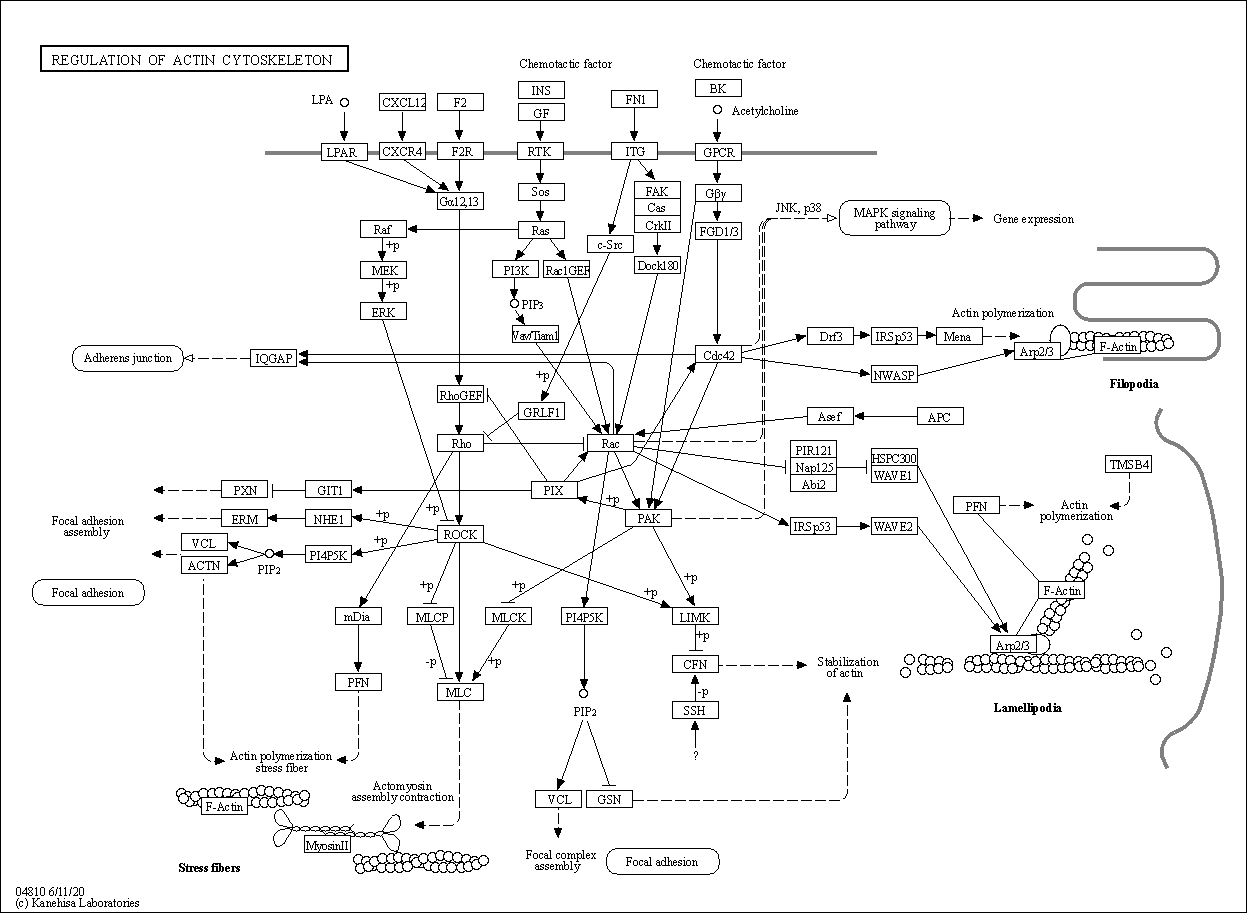 REGULATION OF ACTIN CYTOSKELETON
Chemotactic factor
Chemotactic factor
LPA
CXCL12
F2
INS
GF
FN1
BK
Acetylcholine
LPAR
CXCR4
F2R
RTK
ITG
GPCR
Gα12,13
Sos
FAK
Cas
CrkII
Gβγ
JNK, p38
MAPK signaling
pathway
Gene expression
Raf
Ras
c-Src
FGD1/3
+p
MEK
PI3K
Rac1GEF
Dock180
+p
ERK
PIP3
Vav/Tiam1
Actin polymerization
Drf3
IRSp53
Mena
Arp2/3
F-Actin
Adherens junction
IQGAP
Cdc42
NWASP
Filopodia
+p
RhoGEF
GRLF1
Asef
APC
Rho
Rac
PIR121
Nap125
Abi2
HSPC300
WAVE1
TMSB4
PXN
GIT1
PIX
+p
PFN
Actin
polymerization
Focal adhesion
assembly
ERM
NHE1
+p
+p
PAK
IRSp53
WAVE2
ROCK
VCL
ACTN
PIP2
PI4P5K
+p
Focal adhesion
+p
+p
+p
+p
F-Actin
mDia
MLCP
MLCK
PI4P5K
LIMK
+p
Arp2/3
-p
+p
CFN
Stabilization
of actin
PFN
MLC
-p
SSH
PIP2
Lamellipodia
?
Actin polymerization
stress fiber
Actomyosin
assembly contraction
F-Actin
VCL
GSN
MyosinII
Stress fibers
Focal complex
assembly
Focal adhesion
04810 6/11/20
(c) Kanehisa Laboratories